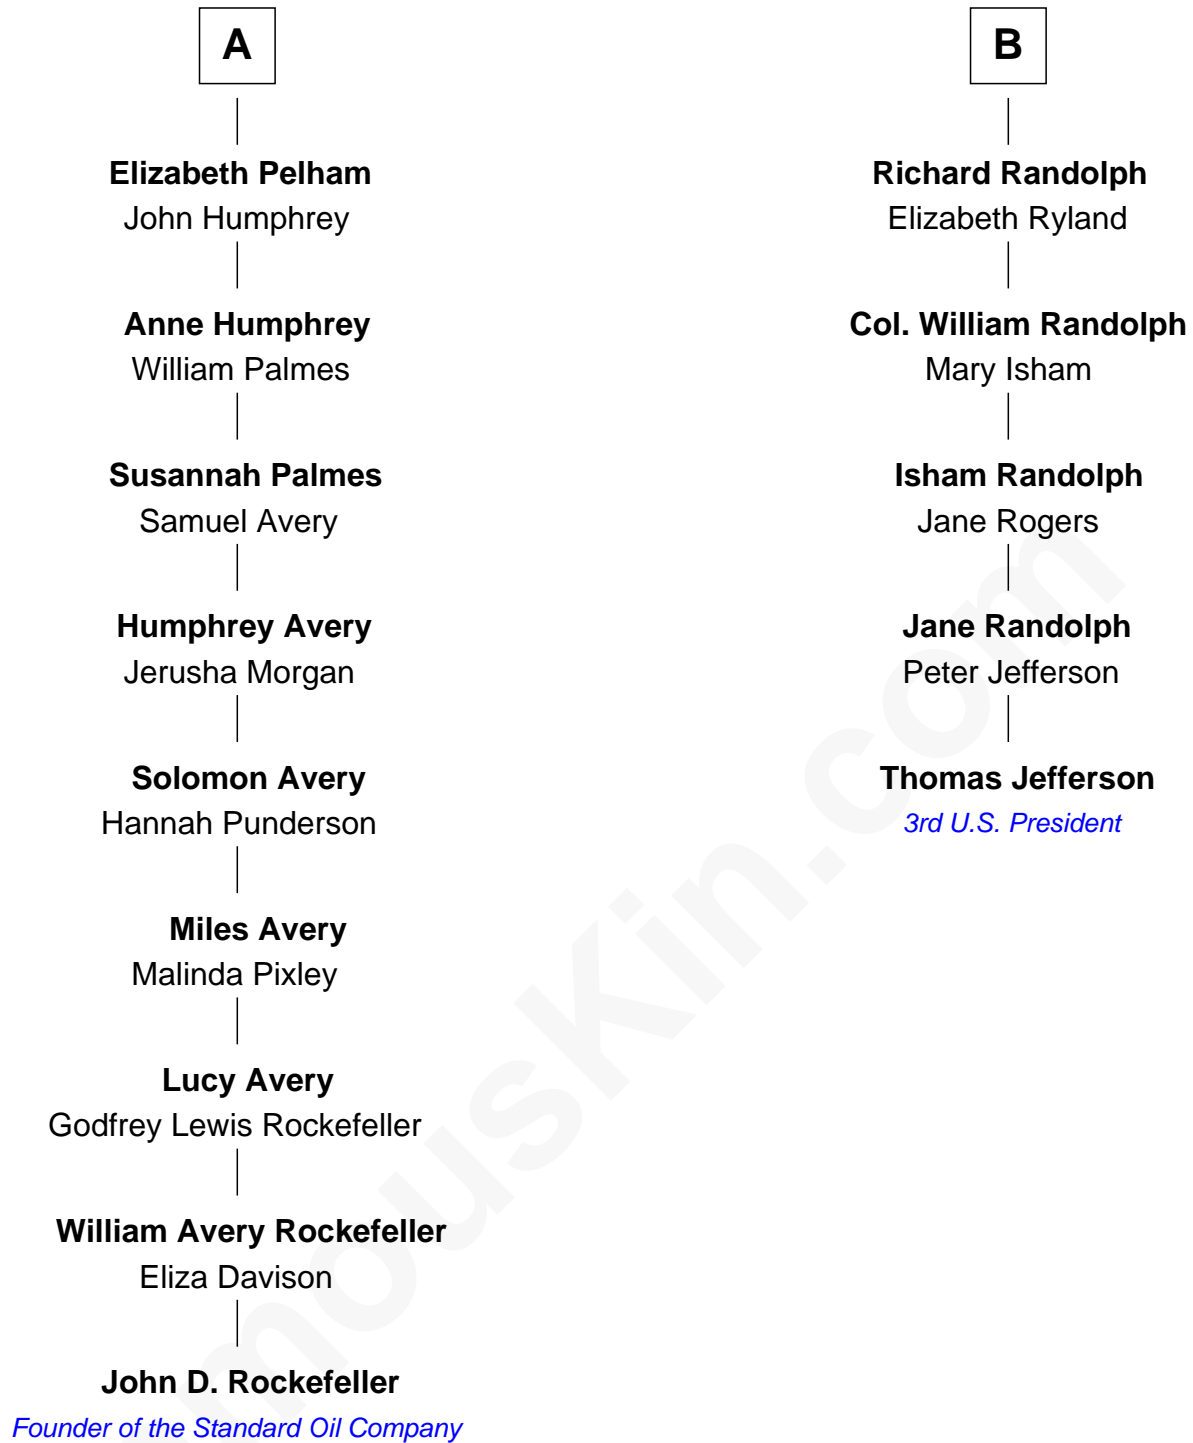 A
Elizabeth Pelham
John Humphrey
Anne Humphrey
William Palmes
Susannah Palmes
Samuel Avery
Humphrey Avery
Jerusha Morgan
Solomon Avery
Hannah Punderson
Miles Avery
Malinda Pixley
Lucy Avery
Godfrey Lewis Rockefeller
William Avery Rockefeller
Eliza Davison
John D. Rockefeller
Founder of the Standard Oil Company
B
Richard Randolph
Elizabeth Ryland
Col. William Randolph
Mary Isham
Isham Randolph
Jane Rogers
Jane Randolph
Peter Jefferson
Thomas Jefferson
3rd U.S. President
mousKin.com